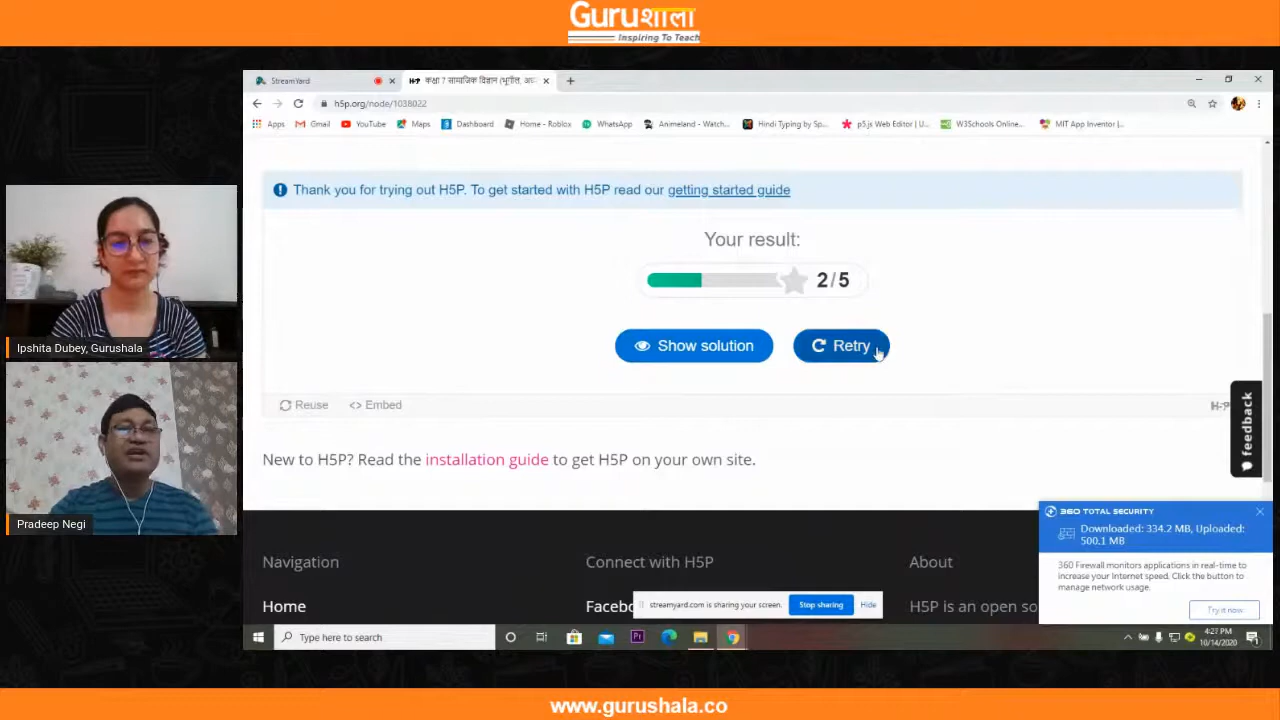 Guruशाला
Inspiring To Teach
StreamYard
H-P कक्षा 7 सामाजिक विज्ञान (भूगोल, अध्य
h5p.org/node/1038022
Apps
Gmail
YouTube
Maps
Dashboard
Home - Roblox
WhatsApp
Animeland - Watch...
Hindi Typing by Sp...
p5.js Web Editor | U...
W3Schools Online...
MIT App Inventor |...
Thank you for trying out H5P. To get started with H5P read our getting started guide
Your result:
2/5
Show solution
Retry
Reuse
<> Embed
H-P
feedback
New to H5P? Read the installation guide to get H5P on your own site.
Ipshita Dubey, Gurushala
Pradeep Negi
360 TOTAL SECURITY
Downloaded: 334.2 MB, Uploaded:
500.1 MB
360 Firewall monitors applications in real-time to
increase your Internet speed. Click the button to
manage network usage.
Try it now
Navigation
Connect with H5P
About
Home
Facebo
H5P is an open so
streamyard.com is sharing your screen.
Stop sharing
Hide
Type here to search
Pr
4:27 PM
10/14/2020
www.gurushala.co